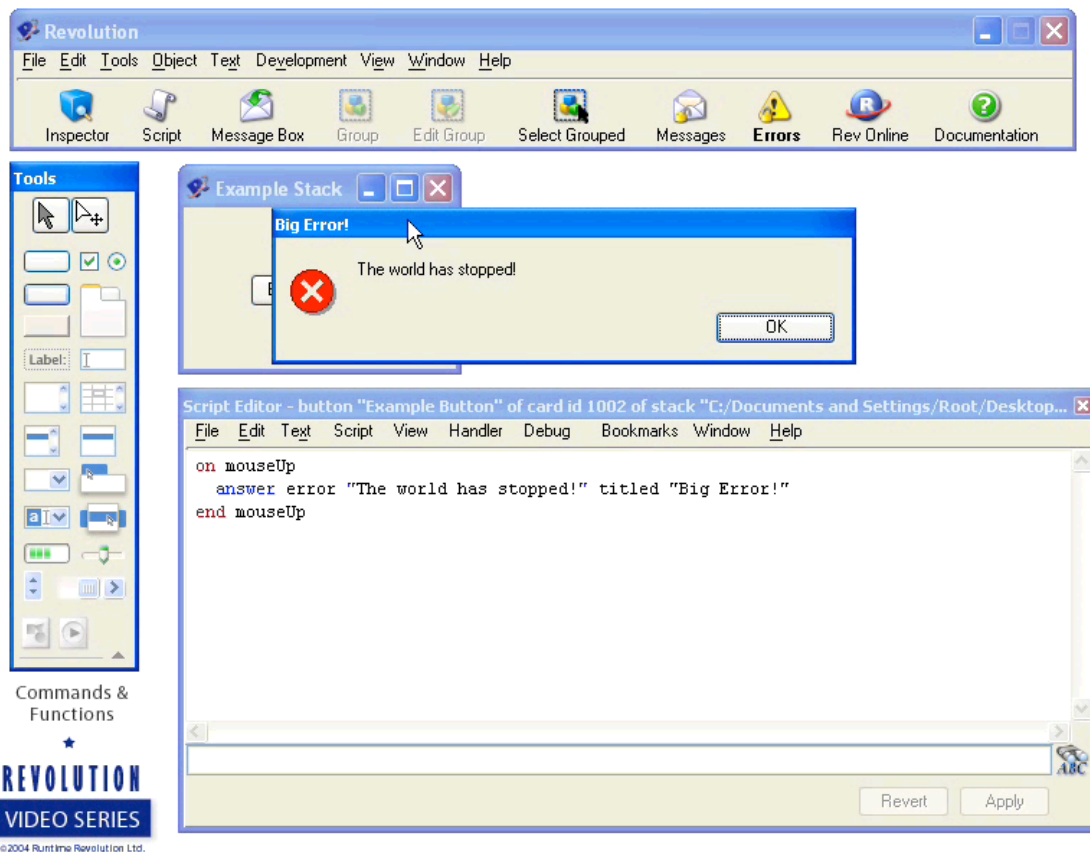 Revolution
File Edit Tools Object Text Development View Window Help
Inspector Script Message Box Group Edit Group Select Grouped Messages Errors Rev Online Documentation
Tools
Label:
a
Example Stack
Big Error!
The world has stopped!
OK
E
Script Editor - button "Example Button" of card id 1002 of stack "C:/Documents and Settings/Root/Desktop...
File Edit Text Script View Handler Debug Bookmarks Window Help
on mouseUp
answer error "The world has stopped!" titled "Big Error!"
end mouseUp
ABC
Revert Apply
Commands &
Functions
REVOLUTION
VIDEO SERIES
©2004 Runtime Revolution Ltd.